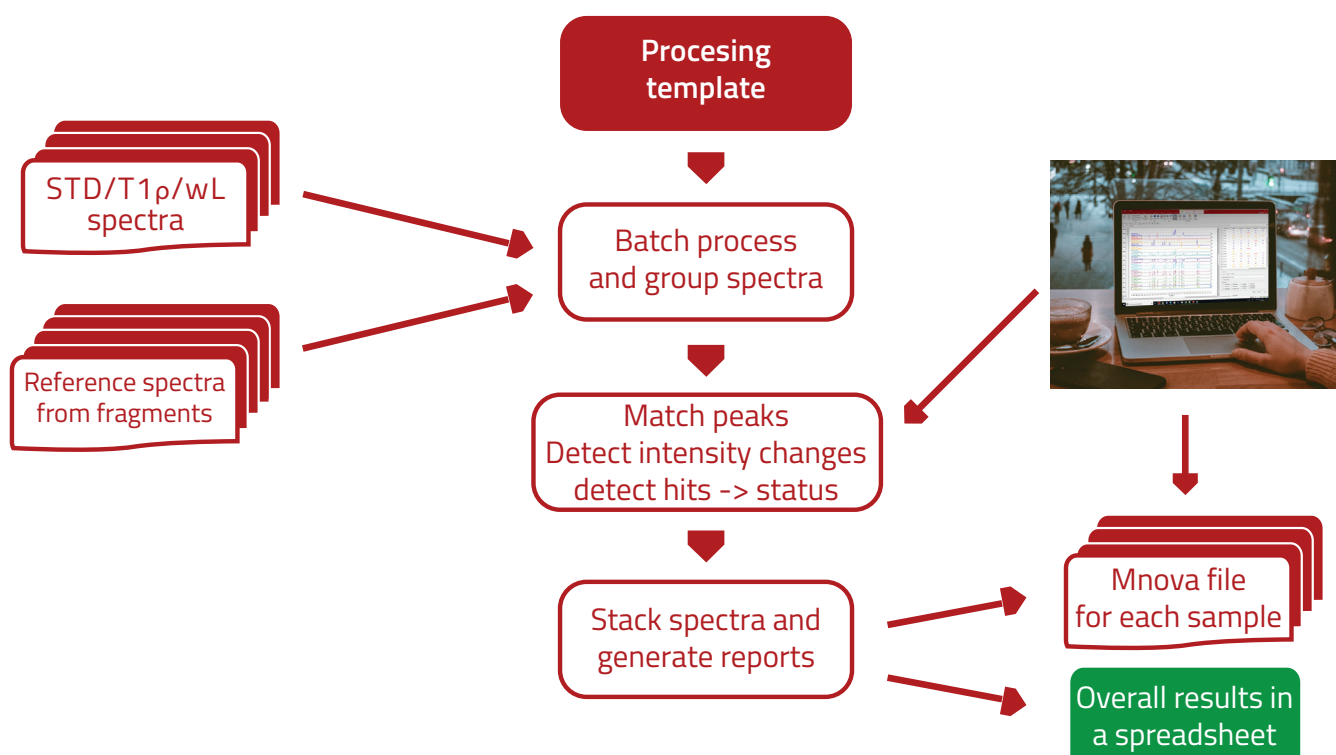 Procesing
template
STD/T1ρ/wL
spectra
Batch process
and group spectra
Reference spectra
from fragments
Match peaks
Detect intensity changes
detect hits -> status
Stack spectra and
generate reports
Mnova file
for each sample
Overall results in
a spreadsheet